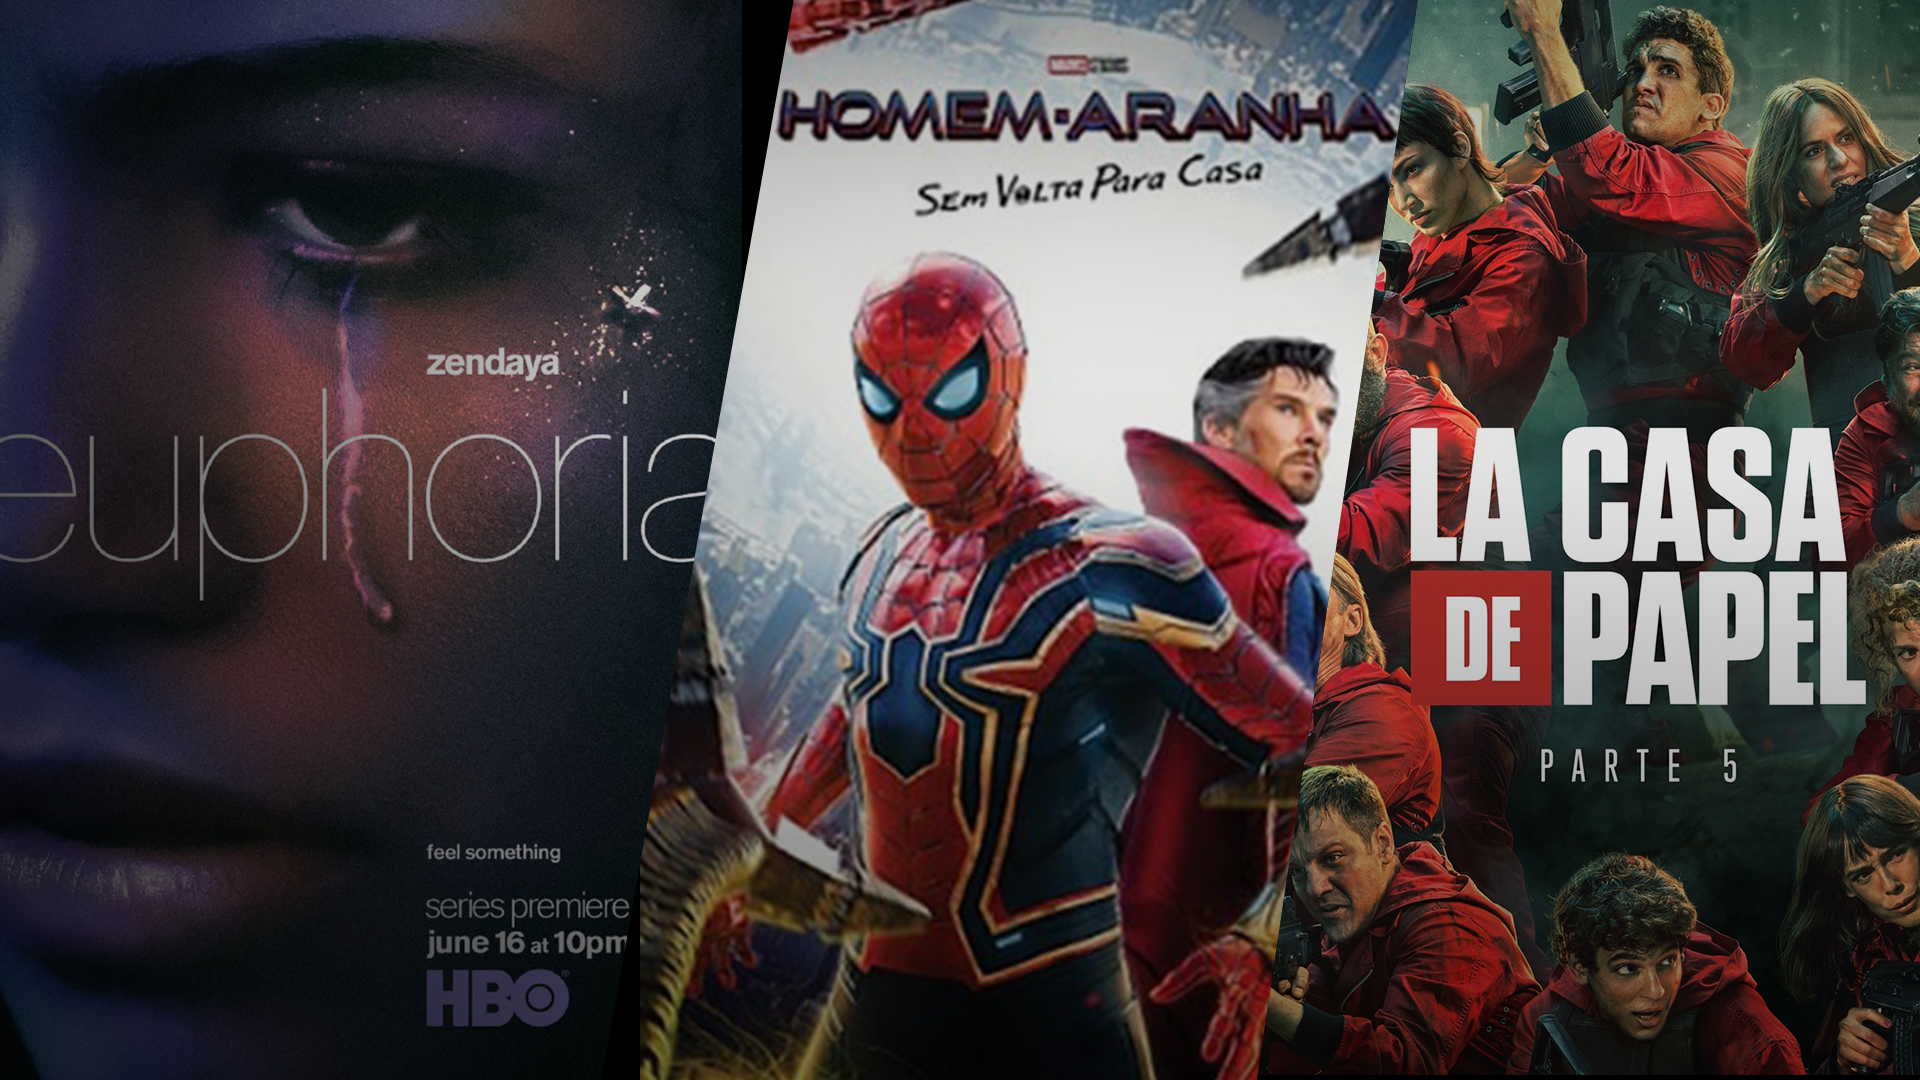 zendaya
euphoria
feel something
series premiere
june 16 at 10pm
HBO
MARVEL
HOMEM-ARANHA
SEM VOLTA PARA CASA
LA CASA
DE PAPEL
PARTE 5